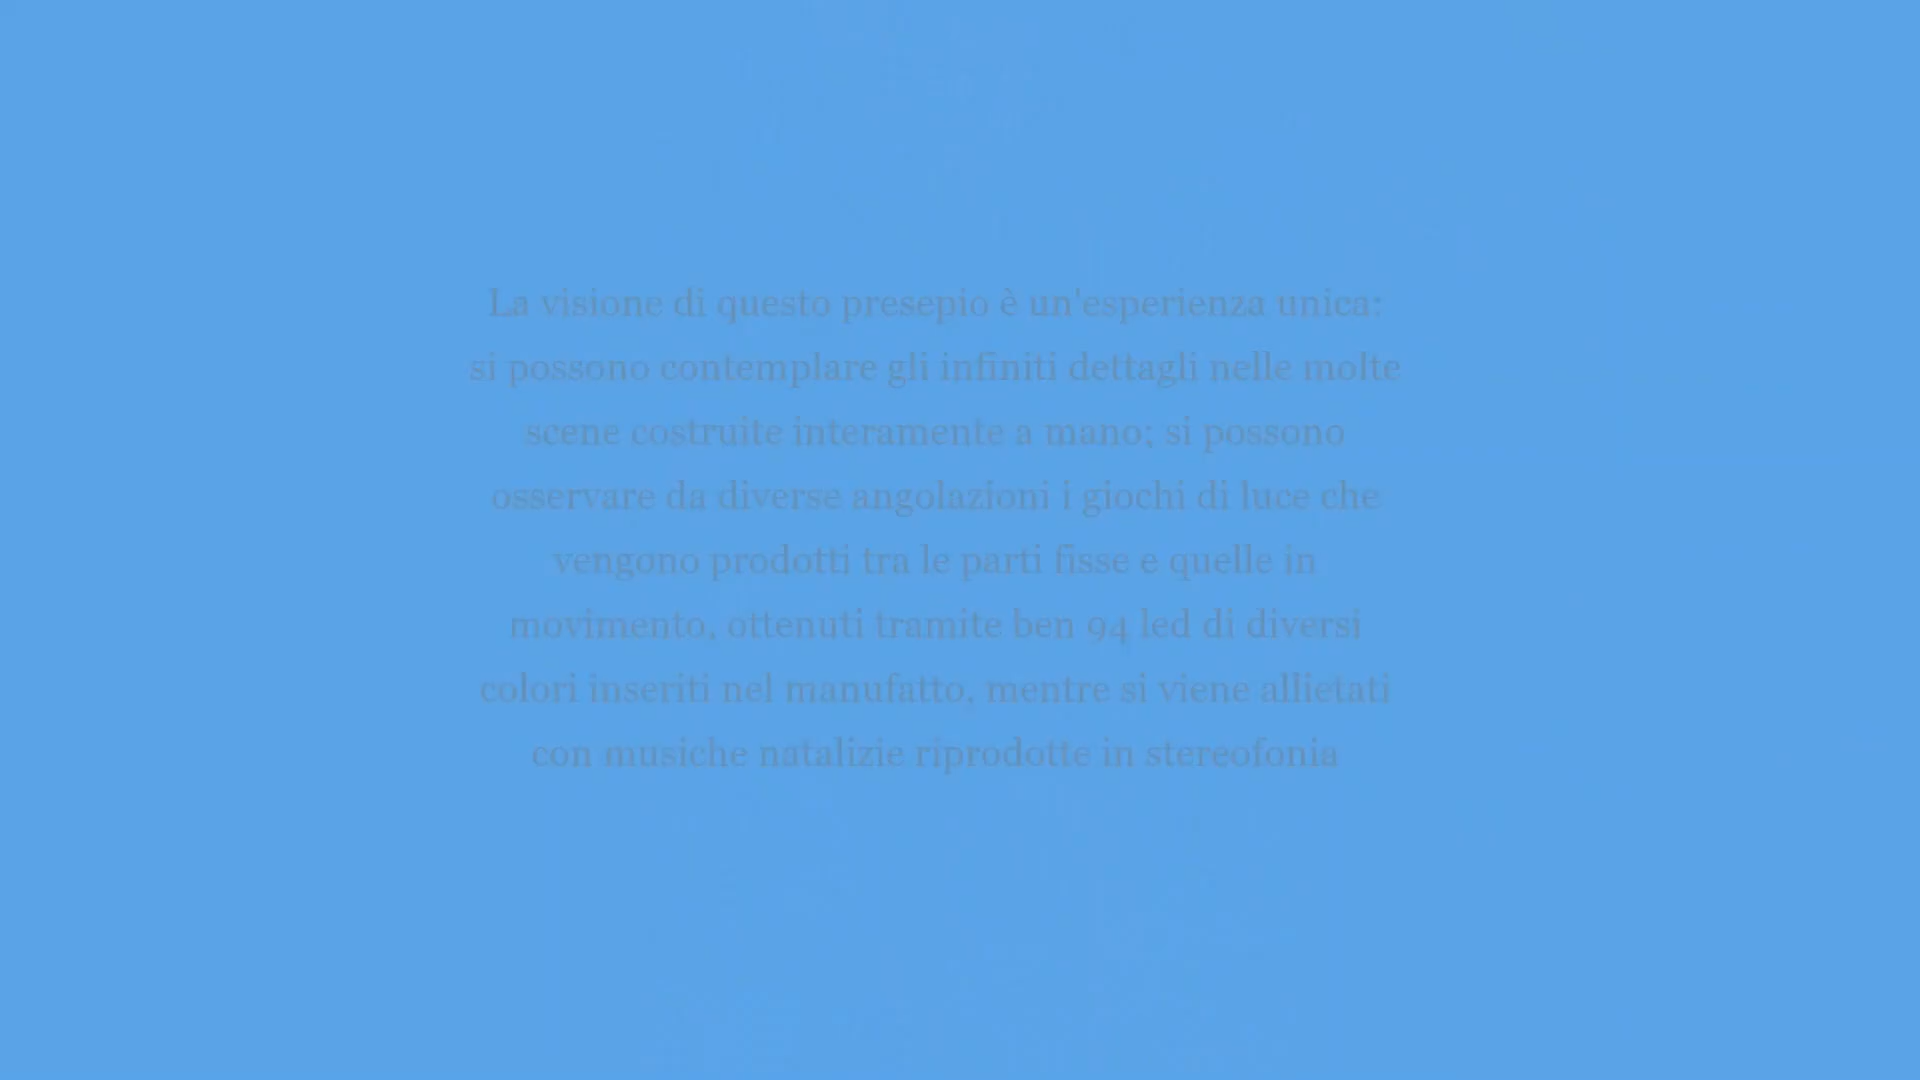 La visione di questo presepio è un'esperienza unica:
si possono contemplare gli infiniti dettagli nelle molte
scene costruite interamente a mano; si possono
osservare da diverse angolazioni i giochi di luce che
vengono prodotti tra le parti fisse e quelle in
movimento, ottenuti tramite ben 94 led di diversi
colori inseriti nel manufatto, mentre si viene allietati
con musiche natalizie riprodotte in stereofonia